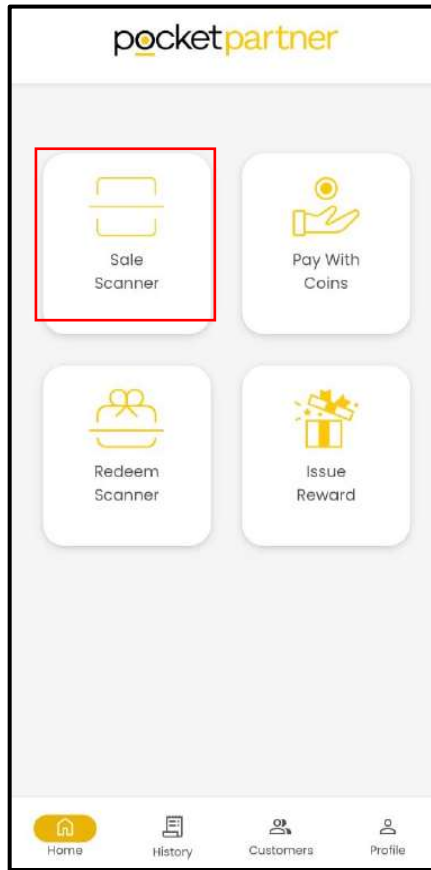 pocketpartner
Sale
Scanner
Pay With
Coins
Redeem
Scanner
Issue
Reward
Home
History
Customers
Profile